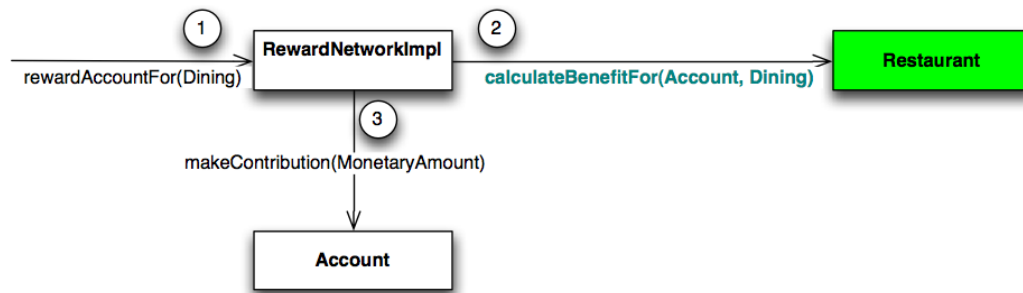 1
2
RewardNetworkImpl
Restaurant
rewardAccountFor(Dining)
calculateBenefitFor(Account, Dining)
3
makeContribution(MonetaryAmount)
Account